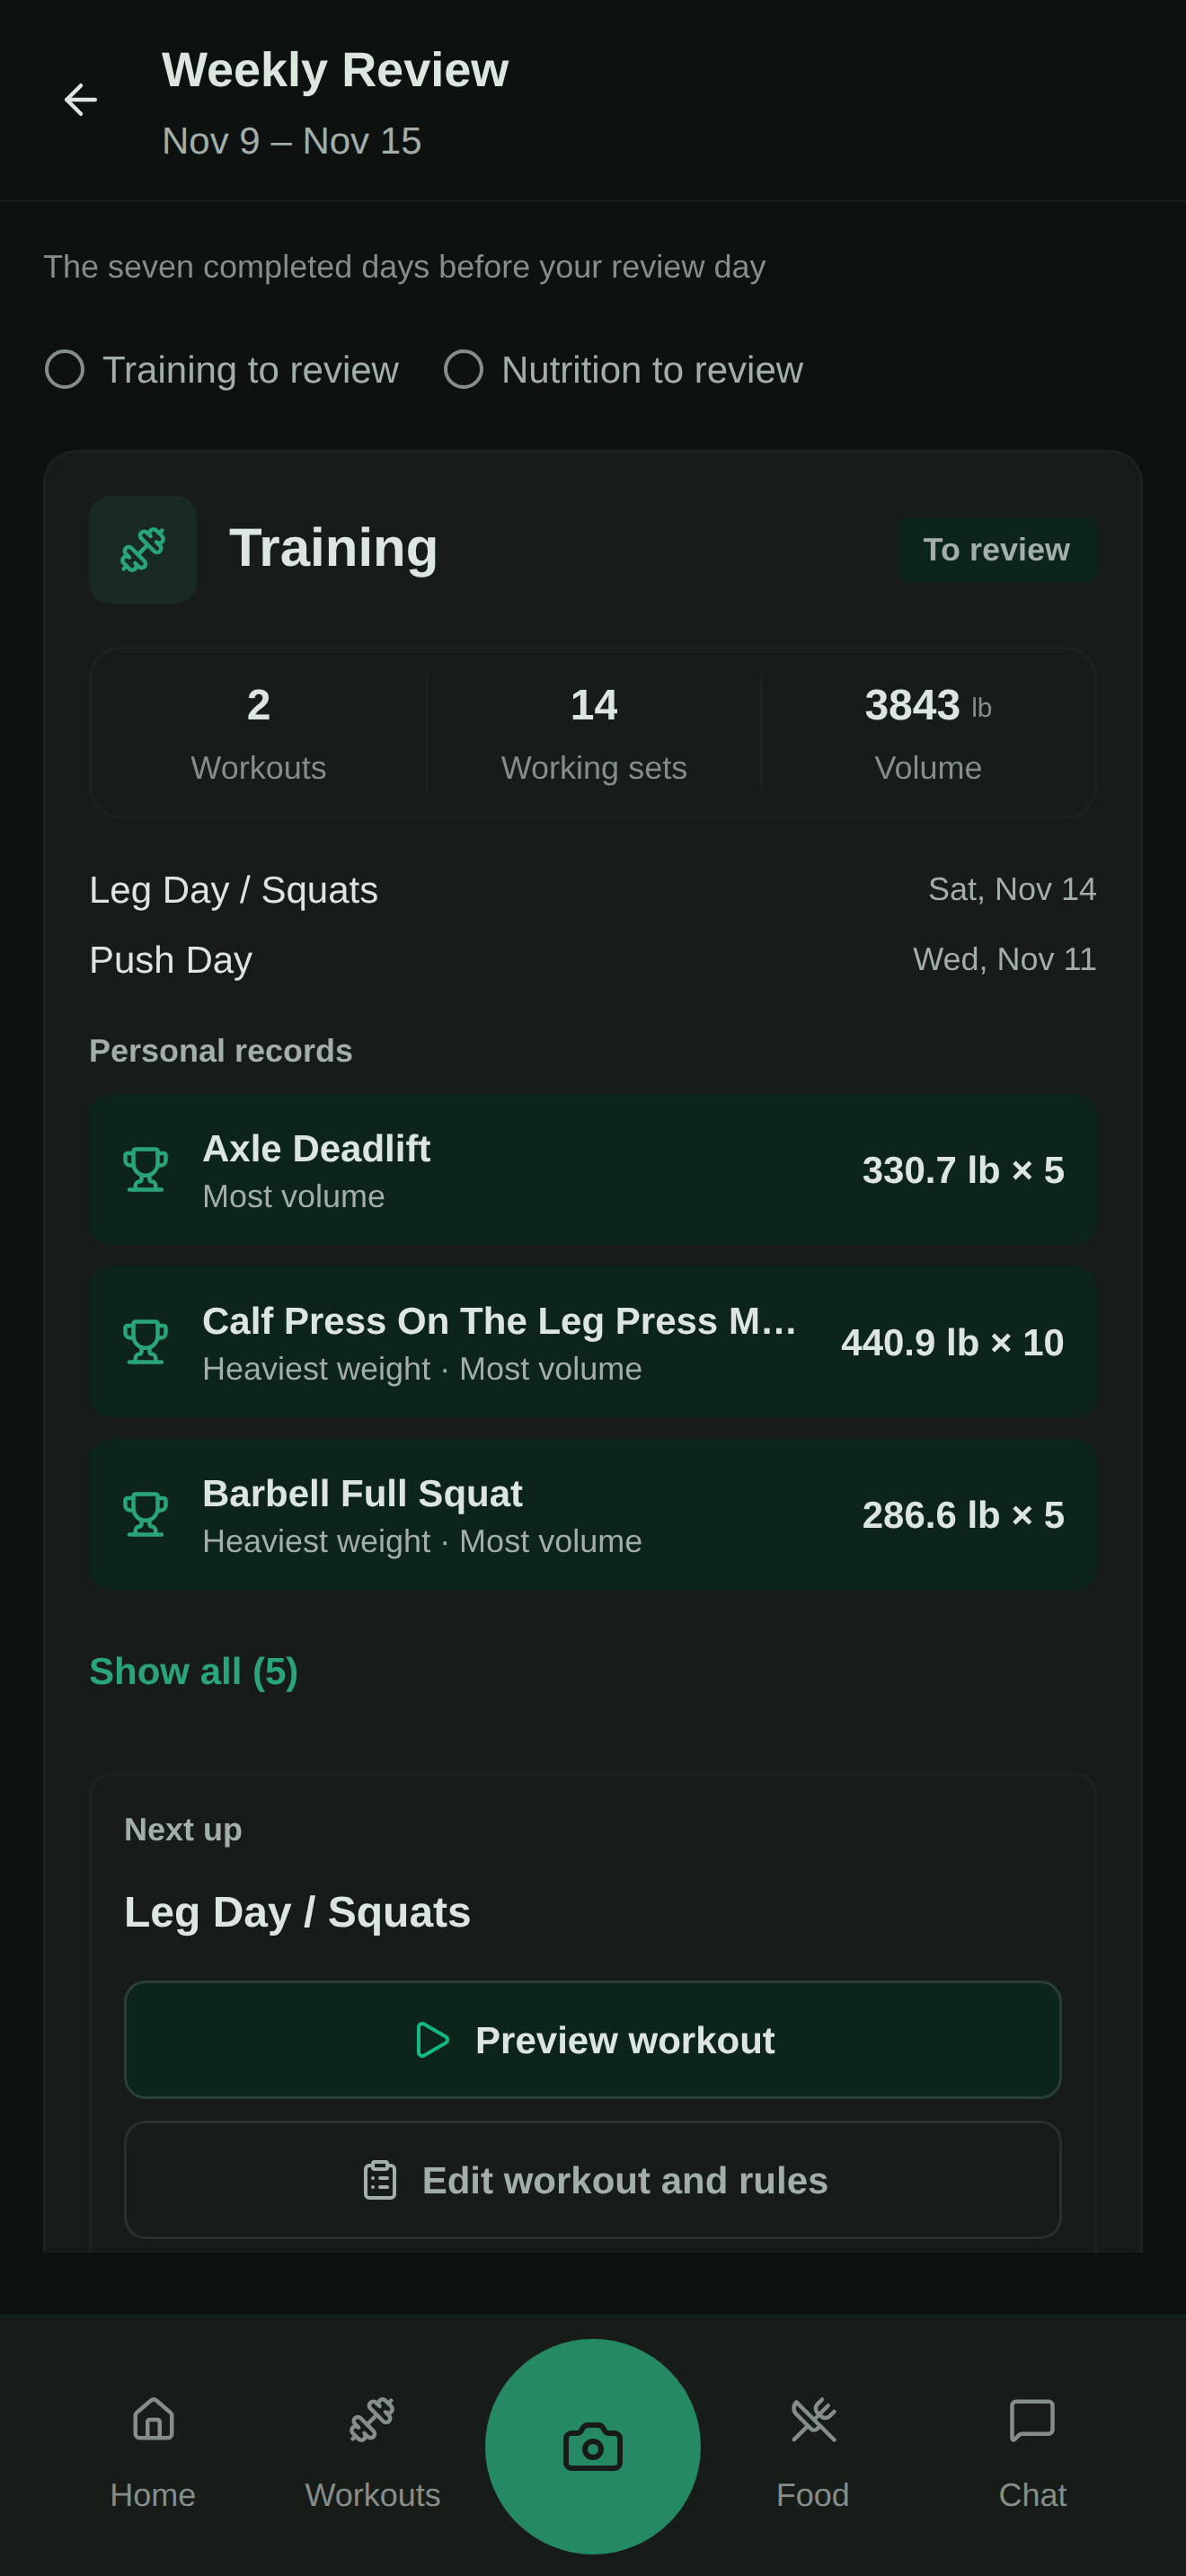 Weekly Review
Nov 9 – Nov 15
The seven completed days before your review day
Training to review
Nutrition to review
Training
To review
2
14
3843 lb
Workouts
Working sets
Volume
Leg Day / Squats
Sat, Nov 14
Push Day
Wed, Nov 11
Personal records
Axle Deadlift
Most volume
330.7 lb × 5
Calf Press On The Leg Press M...
Heaviest weight · Most volume
440.9 lb × 10
Barbell Full Squat
Heaviest weight · Most volume
286.6 lb × 5
Show all (5)
Next up
Leg Day / Squats
Preview workout
Edit workout and rules
Home
Workouts
Food
Chat